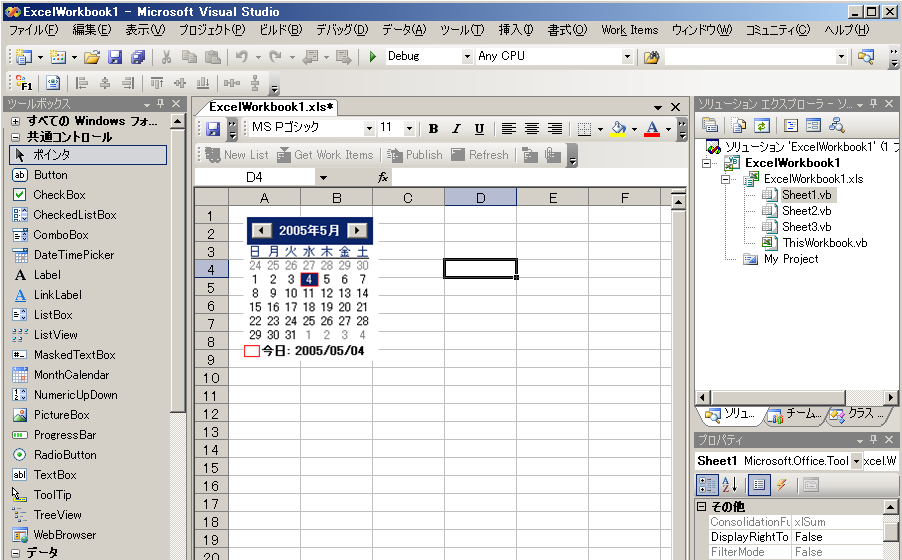 ExcelWorkbook1 - Microsoft Visual Studio
ファイル(F) 編集(E) 表示(V) プロジェクト(P) ビルド(B) デバッグ(D) データ(A) ツール(T) 挿入(I) 書式(O) Work Items ウィンドウ(W) コミュニティ(C) ヘルプ(H)
Debug Any CPU
F1
ツールボックス
すべての Windows フォ...
共通コントロール
ポインタ
Button
CheckBox
CheckedListBox
ComboBox
DateTimePicker
Label
LinkLabel
ListBox
ListView
MaskedTextBox
MonthCalendar
NumericUpDown
PictureBox
ProgressBar
RadioButton
TextBox
ToolTip
TreeView
WebBrowser
データ
ExcelWorkbook1.xls*
MS Pゴシック 11 B I U A
New List Get Work Items Publish Refresh
D4 fx
A B C D E F
1
2
3
4
5
6
7
8
9
10
11
12
13
14
15
16
17
18
19
20
2005年5月
日 月 火 水 木 金 土
24 25 26 27 28 29 30
1 2 3 4 5 6 7
8 9 10 11 12 13 14
15 16 17 18 19 20 21
22 23 24 25 26 27 28
29 30 31 1 2 3 4
今日: 2005/05/04
ソリューション エクスプローラ - ソ...
ソリューション 'ExcelWorkbook1' (1 プ
ExcelWorkbook1
ExcelWorkbook1.xls
Sheet1.vb
Sheet2.vb
Sheet3.vb
ThisWorkbook.vb
My Project
ソリュ... チーム... クラス ...
プロパティ
Sheet1 Microsoft.Office.Tool xcel.W
その他
ConsolidationFu xlSum
DisplayRightTo False
FilterMode False